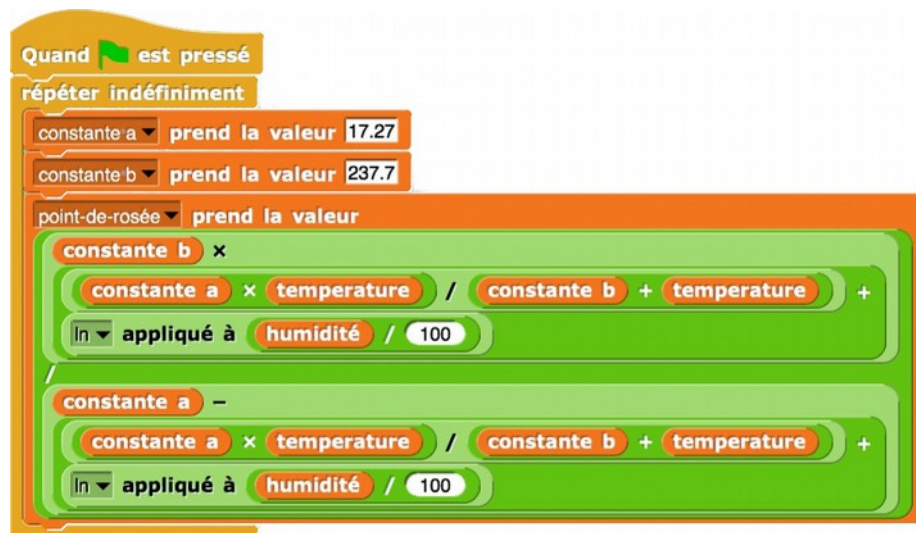 Quand est pressé
répéter indéfiniment
constante a prend la valeur 17.27
constante b prend la valeur 237.7
point-de-rosée prend la valeur
constante b ×
constante a × temperature / constante b + temperature +
ln appliqué à humidité / 100
/
constante a −
constante a × temperature / constante b + temperature +
ln appliqué à humidité / 100